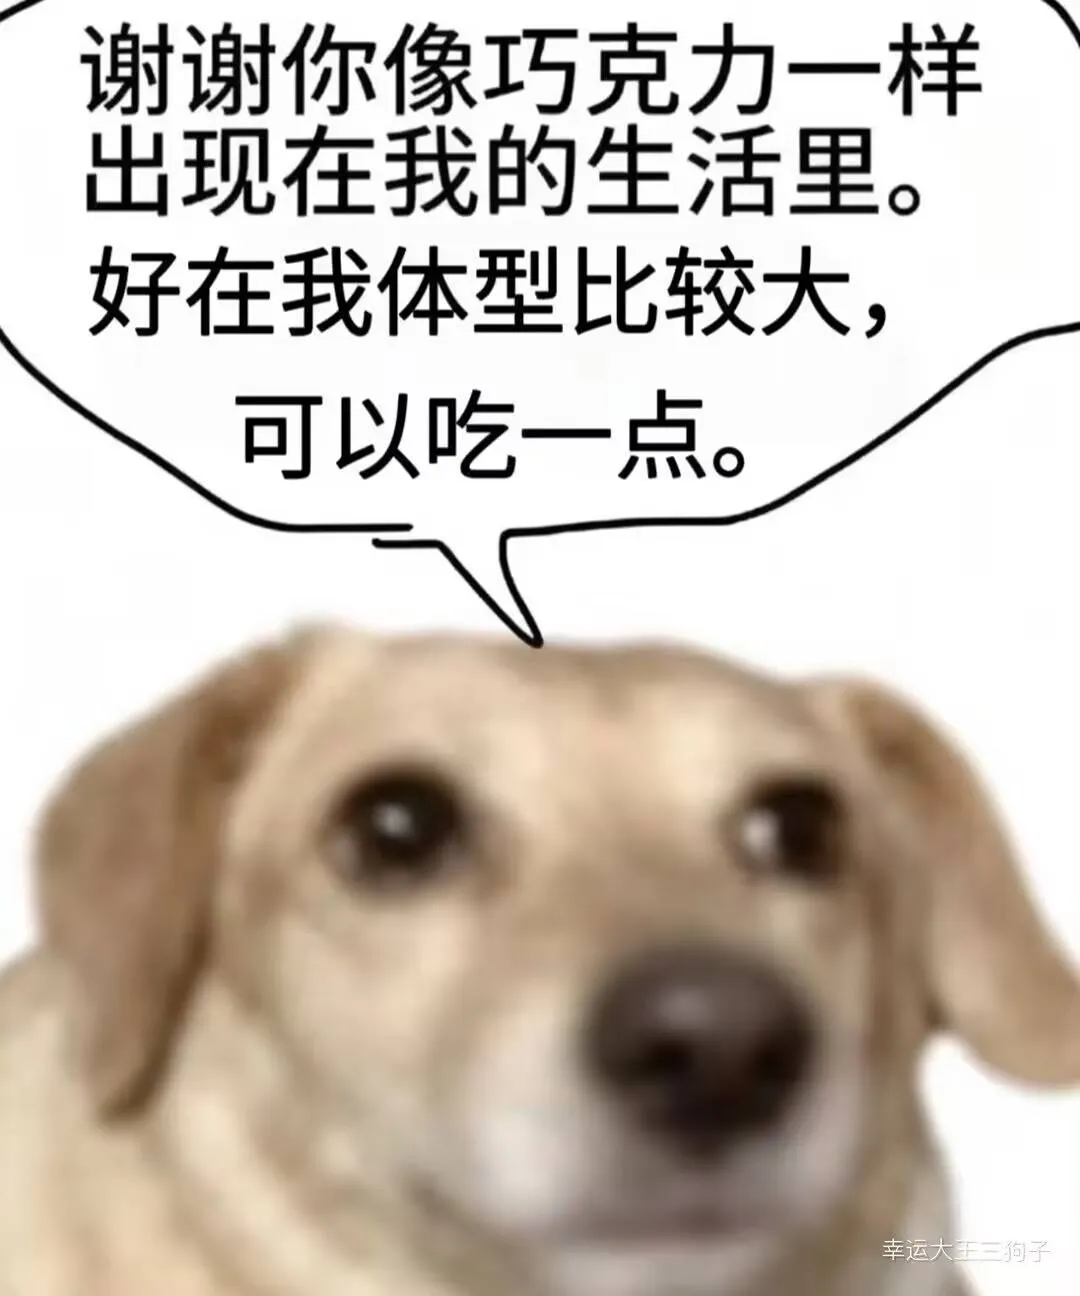 谢谢你像巧克力一样
出现在我的生活里。
好在我体型比较大，
可以吃一点。
幸运大王三狗子